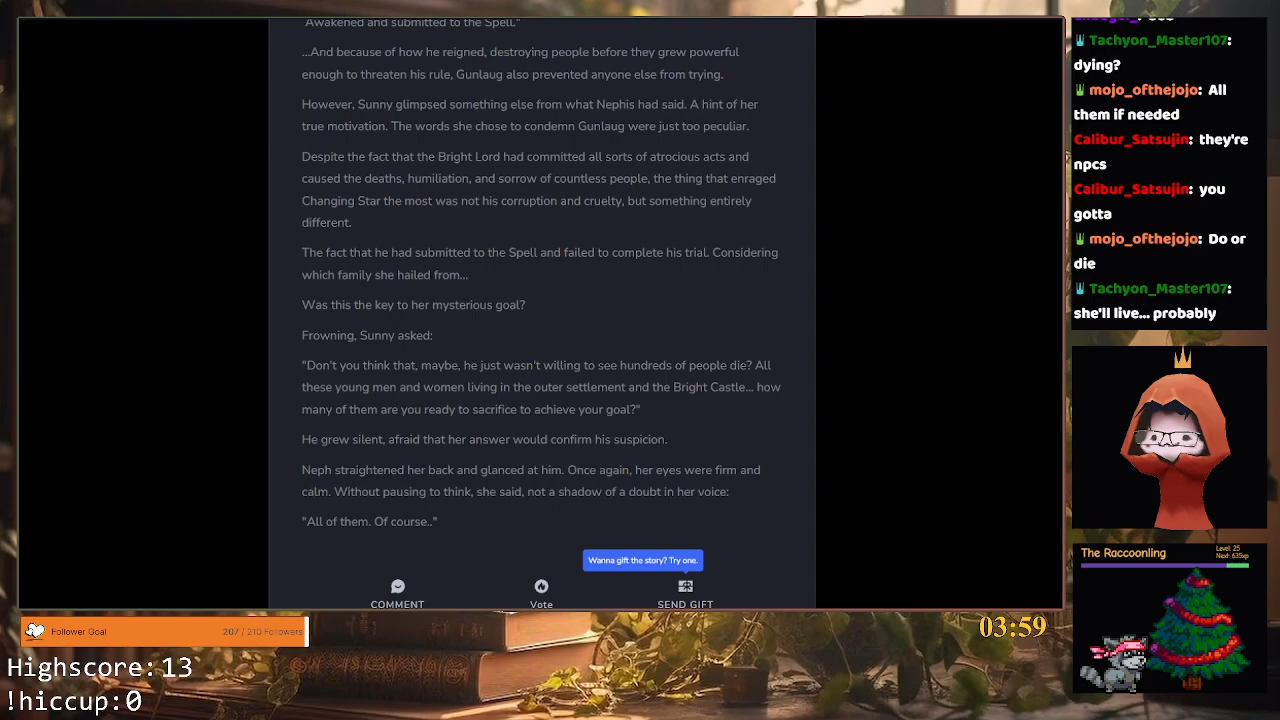 Awakened and submitted to the Spell."
...And because of how he reigned, destroying people before they grew powerful
enough to threaten his rule, Gunlaug also prevented anyone else from trying.
However, Sunny glimpsed something else from what Nephis had said. A hint of her
true motivation. The words she chose to condemn Gunlaug were just too peculiar.
Despite the fact that the Bright Lord had committed all sorts of atrocious acts and
caused the deaths, humiliation, and sorrow of countless people, the thing that enraged
Changing Star the most was not his corruption and cruelty, but something entirely
different.
The fact that he had submitted to the Spell and failed to complete his trial. Considering
which family she hailed from...
Was this the key to her mysterious goal?
Frowning, Sunny asked:
"Don't you think that, maybe, he just wasn't willing to see hundreds of people die? All
these young men and women living in the outer settlement and the Bright Castle... how
many of them are you ready to sacrifice to achieve your goal?"
He grew silent, afraid that her answer would confirm his suspicion.
Neph straightened her back and glanced at him. Once again, her eyes were firm and
calm. Without pausing to think, she said, not a shadow of a doubt in her voice:
"All of them. Of course.."
Wanna gift the story? Try one.
COMMENT
Vote
SEND GIFT
Tachyon_Master107:
dying?
mojo_ofthejojo: All
them if needed
Calibur_Satsujin: they're
npcs
Calibur_Satsujin: you
gotta
mojo_ofthejojo: Do or
die
Tachyon_Master107:
she'll live... probably
The Raccoonling
Level: 25
Next: 635xp
Follower Goal
207 / 210 Followers
03:59
Highscore:13
!hiccup:0